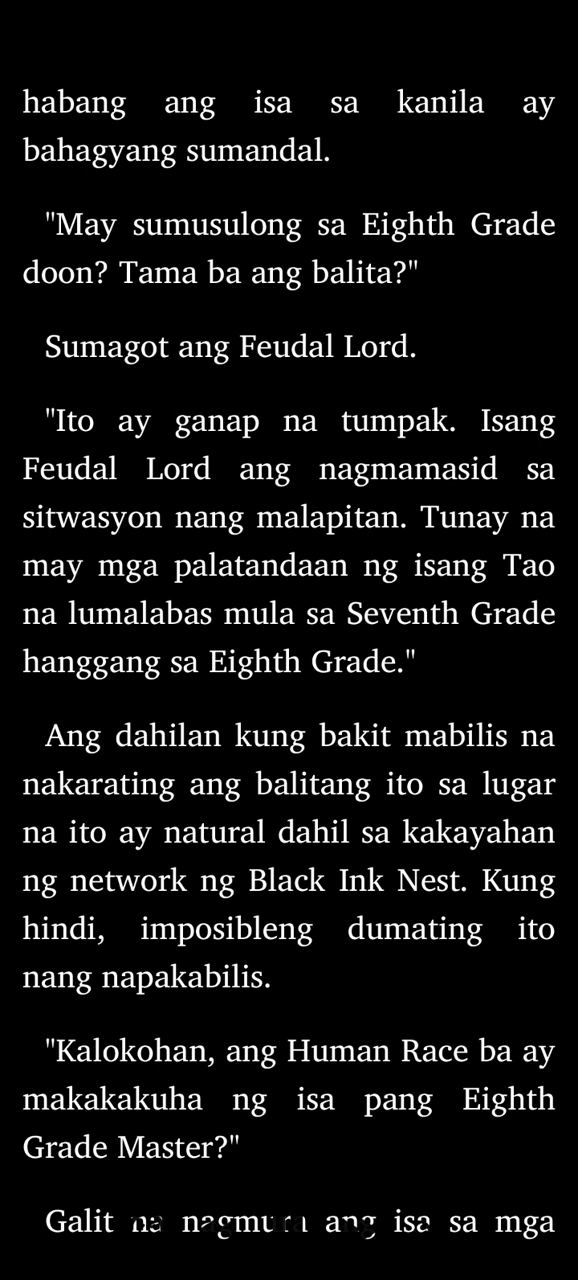 habang ang isa sa kanila ay
bahagyang sumandal.
"May sumusulong sa Eighth Grade
doon? Tama ba ang balita?"
Sumagot ang Feudal Lord.
"Ito ay ganap na tumpak. Isang
Feudal Lord ang nagmamasid sa
sitwasyon nang malapitan. Tunay na
may mga palatandaan ng isang Tao
na lumalabas mula sa Seventh Grade
hanggang sa Eighth Grade."
Ang dahilan kung bakit mabilis na
nakarating ang balitang ito sa lugar
na ito ay natural dahil sa kakayahan
ng network ng Black Ink Nest. Kung
hindi, imposibleng dumating ito
nang napakabilis.
"Kalokohan, ang Human Race ba ay
makakakuha ng isa pang Eighth
Grade Master?"
Galit na nagmura ang isa sa mga